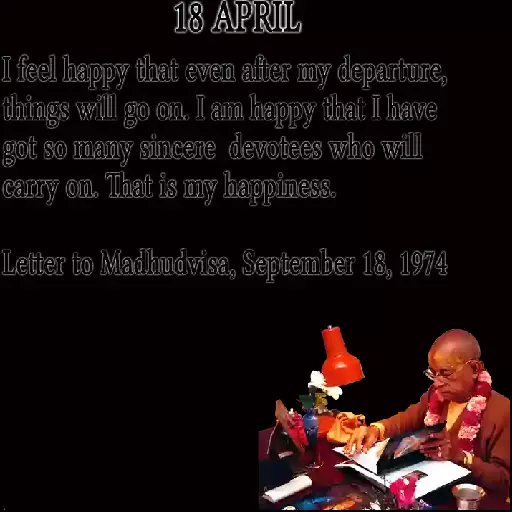 18 APRIL
I feel happy that even after my departure,
things will go on. I am happy that I have
got so many sincere devotees who will
carry on. That is my happiness.
Letter to Madhudvisa, September 18, 1974